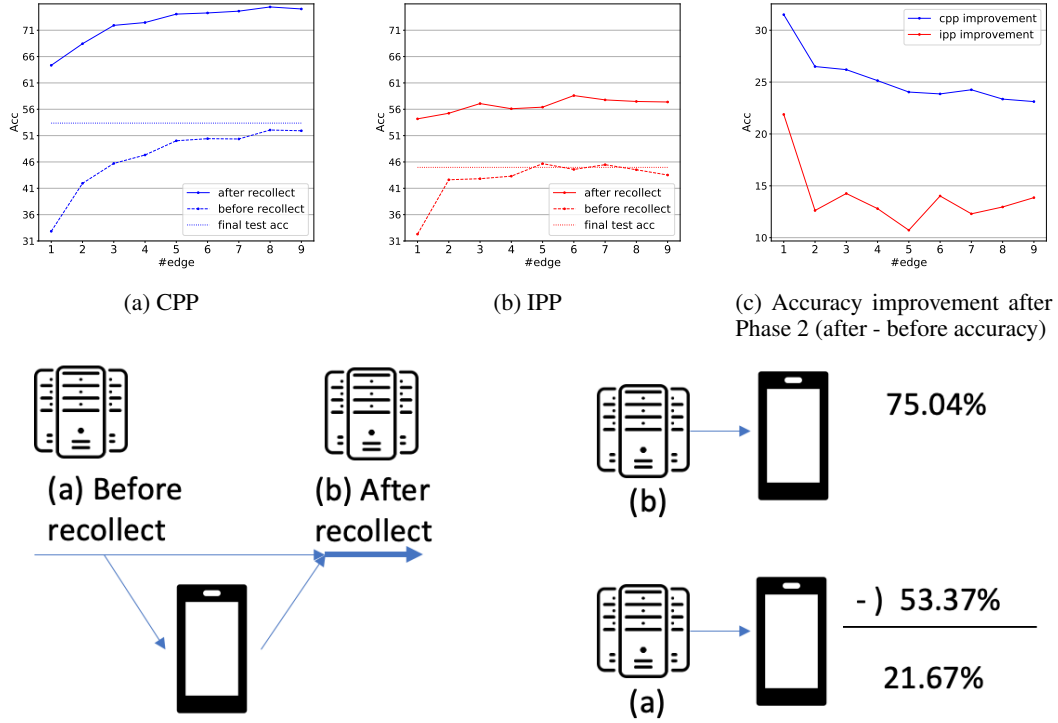 71
66
61
56
51
46
41
36
31
Acc
after recollect
before recollect
final test acc
1 2 3 4 5 6 7 8 9
#edge
(a) CPP
71
66
61
56
51
46
41
36
31
Acc
after recollect
before recollect
final test acc
1 2 3 4 5 6 7 8 9
#edge
(b) IPP
30
25
20
15
10
Acc
cpp improvement
ipp improvement
1 2 3 4 5 6 7 8 9
#edge
(c) Accuracy improvement after
Phase 2 (after - before accuracy)
(a) Before
recollect
(b) After
recollect
(b)
75.04%
(a)
- ) 53.37%
21.67%